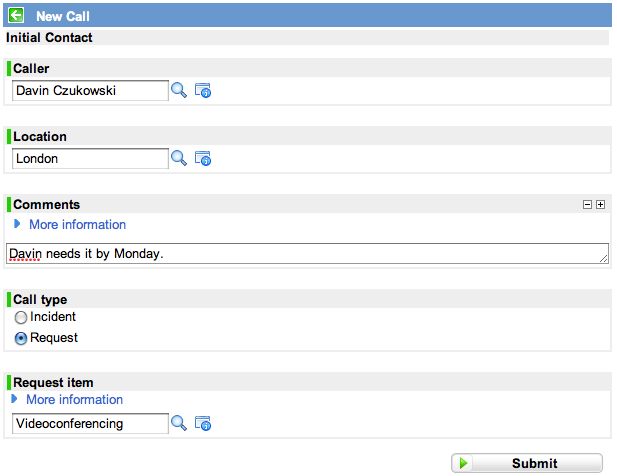 New Call
Initial Contact
Caller
Davin Czukowski
Location
London
Comments
More information
Davin needs it by Monday.
Call type
Incident
Request
Request item
More information
Videoconferencing
Submit